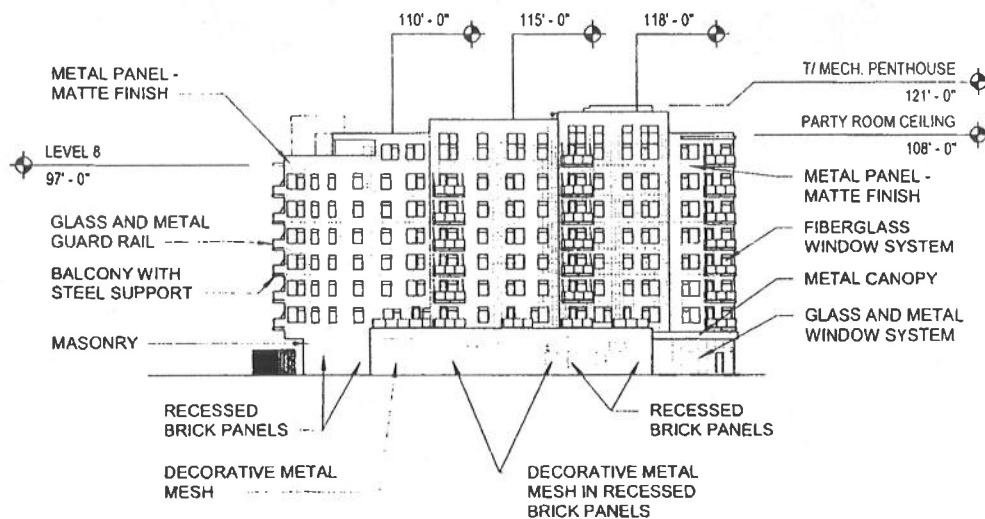 110' - 0"
115' - 0"
118' - 0"
METAL PANEL -
MATTE FINISH
T/ MECH. PENTHOUSE
121' - 0"
PARTY ROOM CEILING
108' - 0"
LEVEL 8
97' - 0"
METAL PANEL -
MATTE FINISH
GLASS AND METAL
GUARD RAIL
FIBERGLASS
WINDOW SYSTEM
BALCONY WITH
STEEL SUPPORT
METAL CANOPY
GLASS AND METAL
WINDOW SYSTEM
MASONRY
RECESSED
BRICK PANELS
RECESSED
BRICK PANELS
DECORATIVE METAL
MESH
DECORATIVE METAL
MESH IN RECESSED
BRICK PANELS